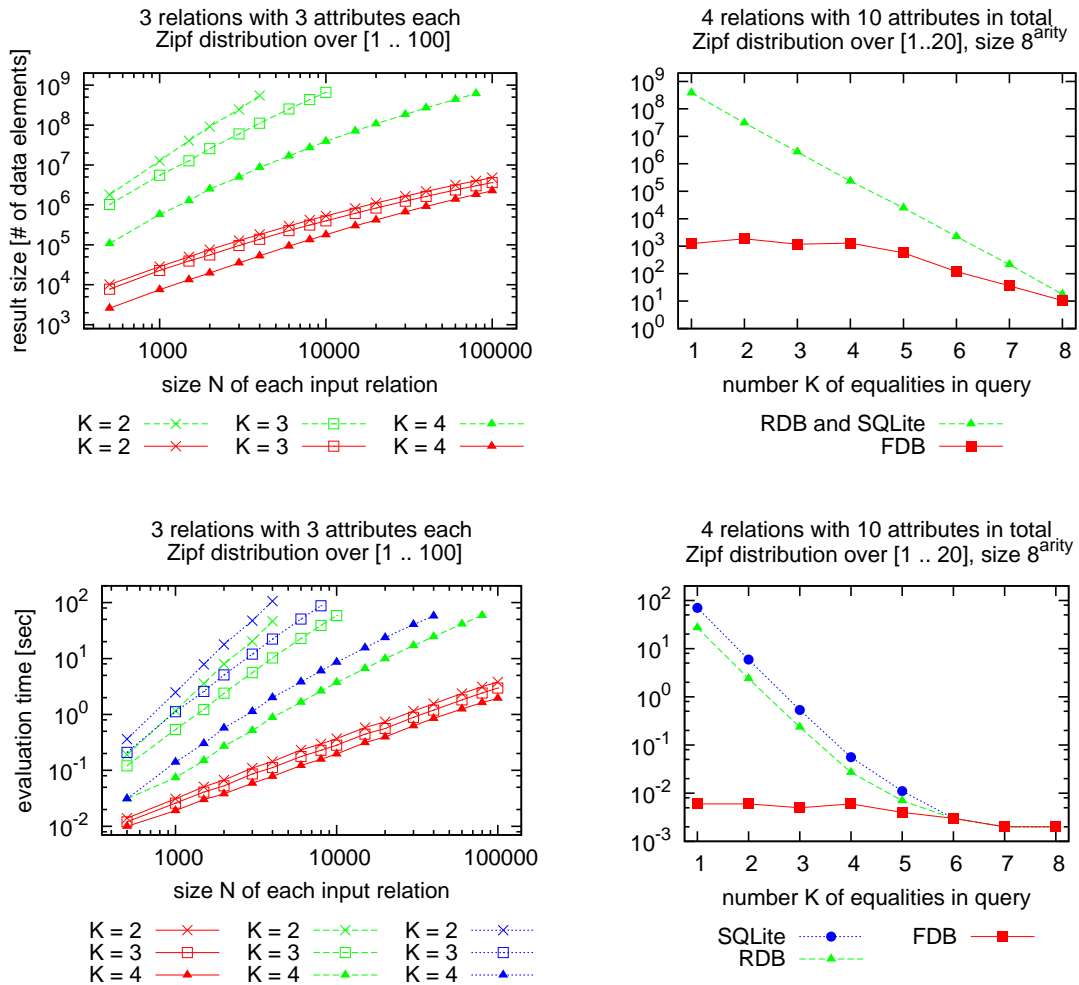 3 relations with 3 attributes each
Zipf distribution over [1 .. 100]
1000 10000 100000
10^9
10^8
10^7
10^6
10^5
10^4
10^3
result size [# of data elements]
size N of each input relation
K = 2 K = 3 K = 4
K = 2 K = 3 K = 4
4 relations with 10 attributes in total
Zipf distribution over [1..20], size 8^arity
10^9
10^8
10^7
10^6
10^5
10^4
10^3
10^2
10^1
10^0
1 2 3 4 5 6 7 8
number K of equalities in query
RDB and SQLite
FDB
3 relations with 3 attributes each
Zipf distribution over [1 .. 100]
10^2
10^1
10^0
10^-1
10^-2
evaluation time [sec]
1000 10000 100000
size N of each input relation
K = 2 K = 2 K = 2
K = 3 K = 3 K = 3
K = 4 K = 4 K = 4
4 relations with 10 attributes in total
Zipf distribution over [1 .. 20], size 8^arity
10^2
10^1
10^0
10^-1
10^-2
10^-3
1 2 3 4 5 6 7 8
number K of equalities in query
SQLite FDB
RDB